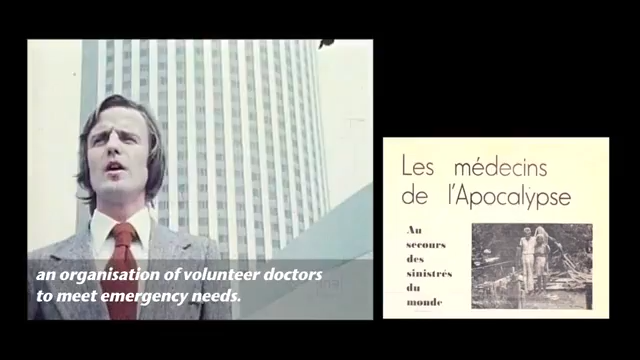 an organisation of volunteer doctors
to meet emergency needs.
Les médecins
de l'Apocalypse
Au
secours
des
sinistrés
du
monde